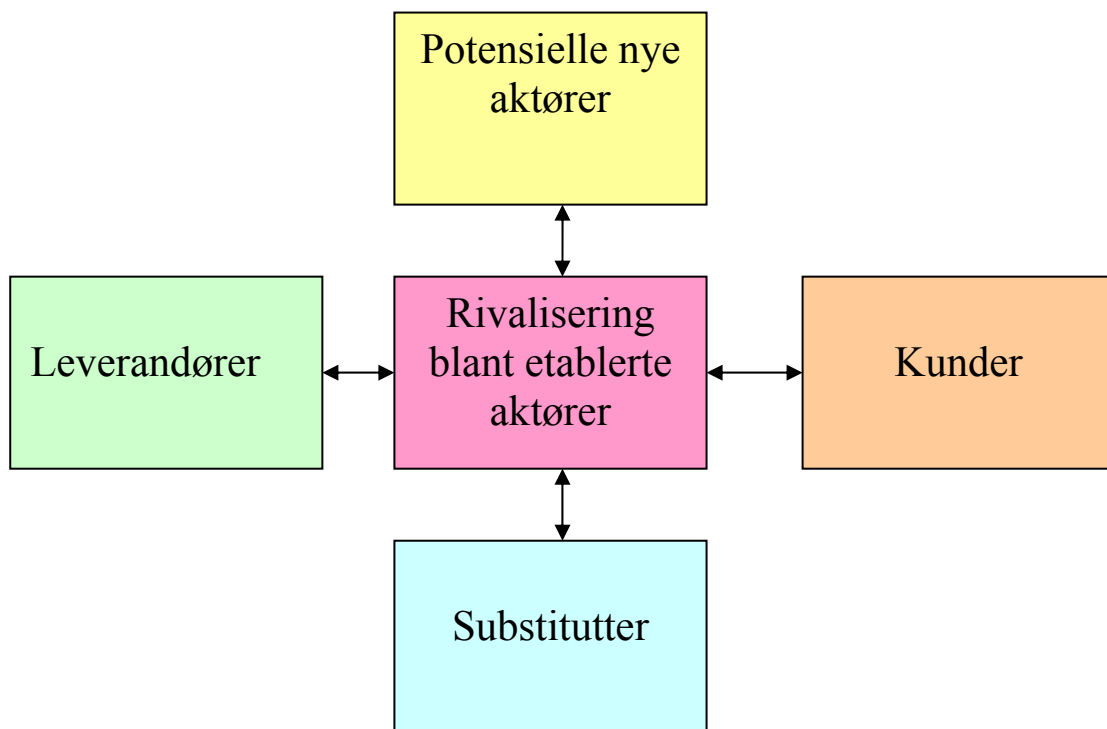 Potensielle nye
aktører
Leverandører
Rivalisering
blant etablerte
aktører
Kunder
Substitutter